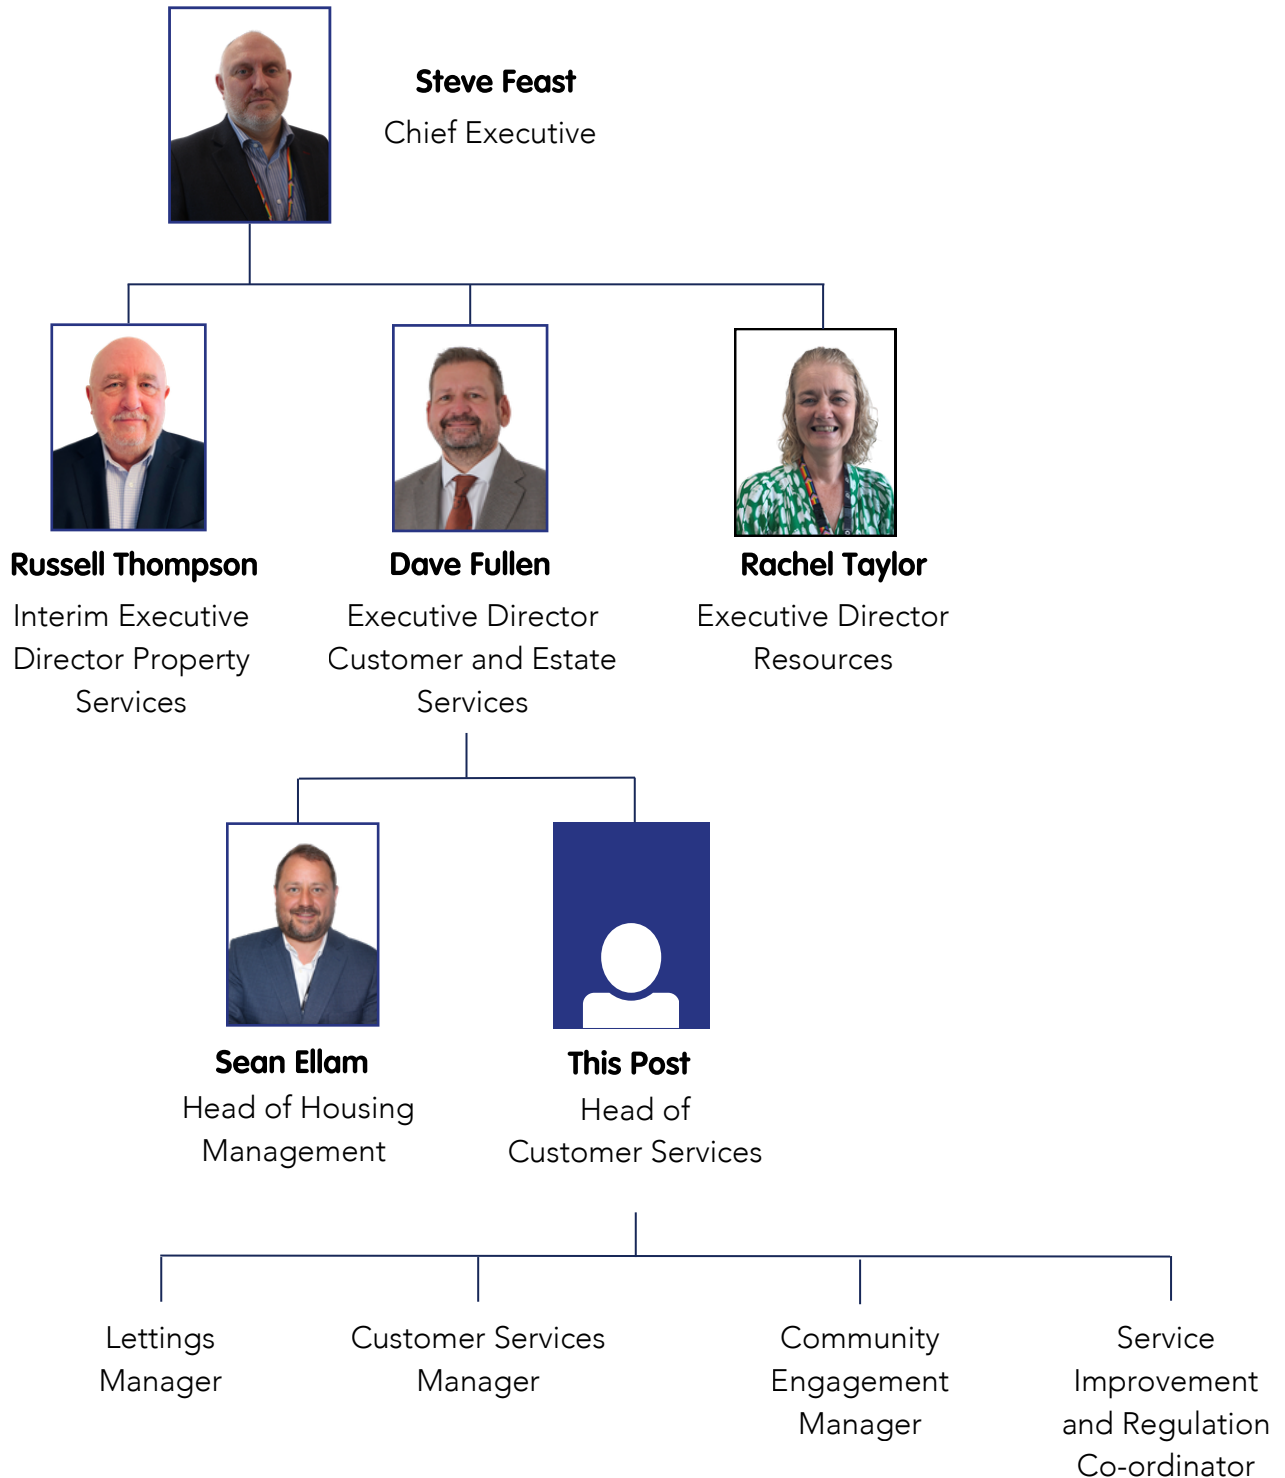 Steve Feast
Chief Executive
Russell Thompson
Interim Executive
Director Property
Services
Dave Fullen
Executive Director
Customer and Estate
Services
Rachel Taylor
Executive Director
Resources
Sean Ellam
Head of Housing
Management
This Post
Head of
Customer Services
Lettings
Manager
Customer Services
Manager
Community
Engagement
Manager
Service
Improvement
and Regulation
Co-ordinator